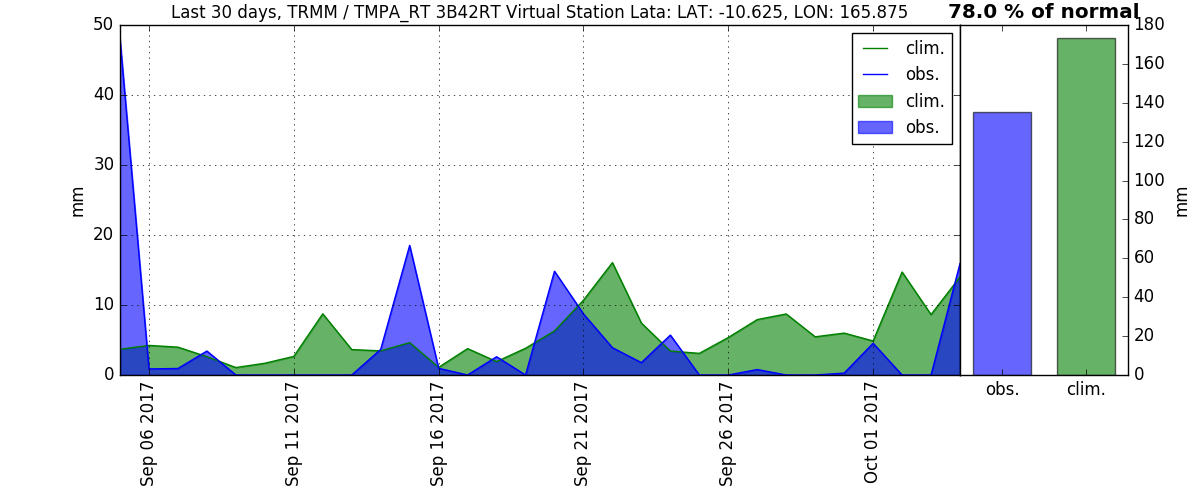 Last 30 days, TRMM / TMPA_RT 3B42RT Virtual Station Lata: LAT: -10.625, LON: 165.875
78.0 % of normal
50
40
30
20
10
0
mm
clim.
obs.
clim.
obs.
Sep 06 2017
Sep 11 2017
Sep 16 2017
Sep 21 2017
Sep 26 2017
Oct 01 2017
180
160
140
120
100
80
60
40
20
0
mm
obs.
clim.